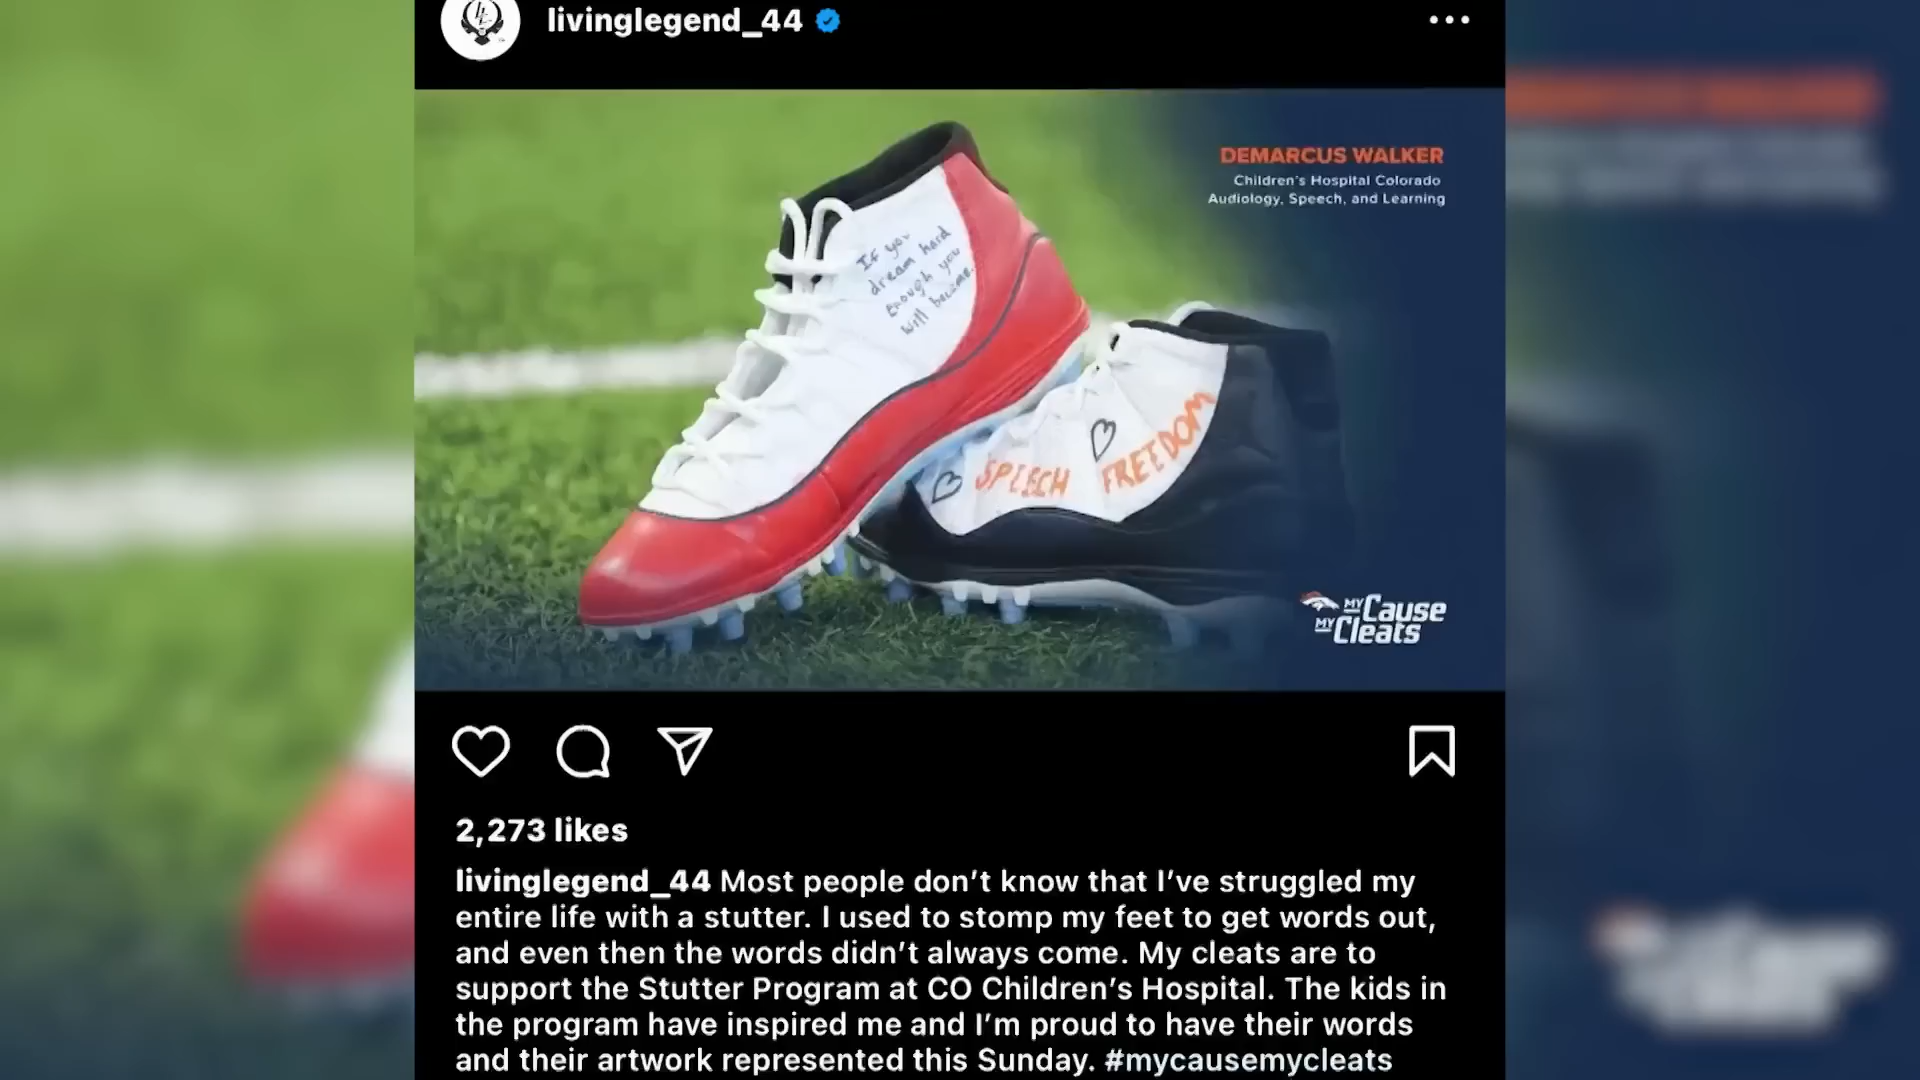 livinglegend_44
DEMARCUS WALKER
Children's Hospital Colorado
Audiology, Speech, and Learning
If you
dream hard
enough you
will become.
SPEECH FREEDOM
MY Cause
MY Cleats
2,273 likes
livinglegend_44 Most people don't know that I've struggled my
entire life with a stutter. I used to stomp my feet to get words out,
and even then the words didn't always come. My cleats are to
support the Stutter Program at CO Children's Hospital. The kids in
the program have inspired me and I'm proud to have their words
and their artwork represented this Sunday. #mycausemycleats